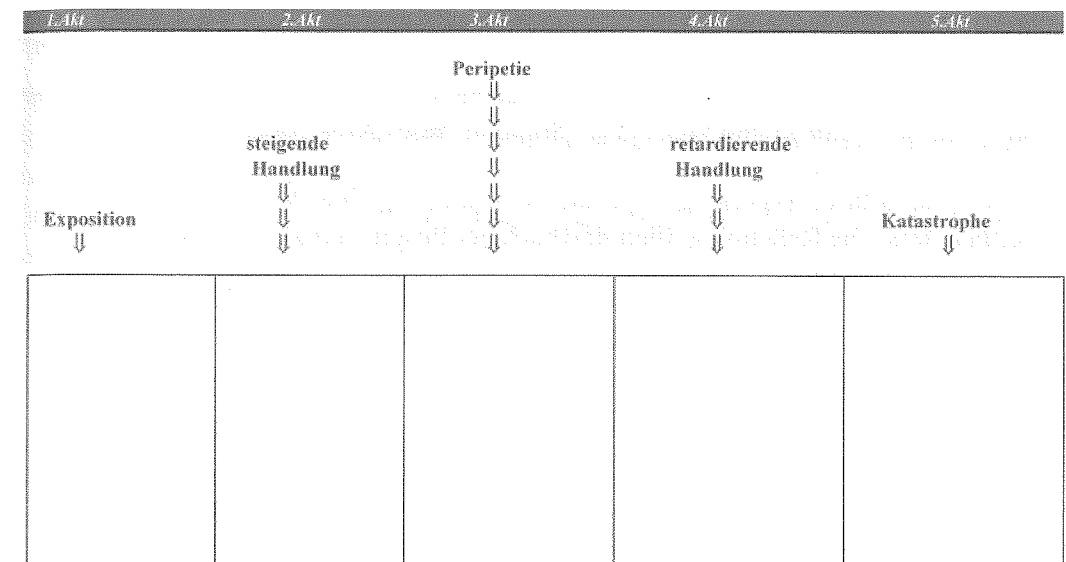 1.Akt 2.Akt 3.Akt 4.Akt 5.Akt
Peripetie
steigende retardierende
Handlung Handlung
Exposition Katastrophe